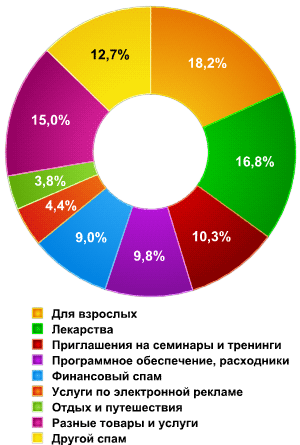 12,7%
18,2%
15,0%
16,8%
3,8%
4,4%
10,3%
9,0%
9,8%
Для взрослых
Лекарства
Приглашения на семинары и тренинги
Программное обеспечение, расходники
Финансовый спам
Услуги по электронной рекламе
Отдых и путешествия
Разные товары и услуги
Другой спам